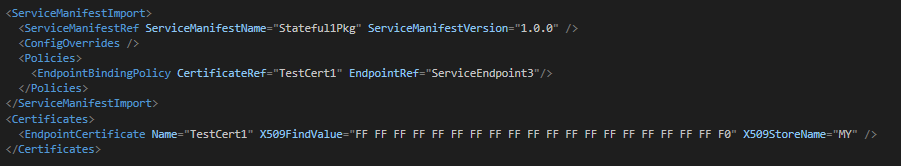 <ServiceManifestImport>
<ServiceManifestRef ServiceManifestName="Stateful1Pkg" ServiceManifestVersion="1.0.0" />
<ConfigOverrides />
<Policies>
<EndpointBindingPolicy CertificateRef="TestCert1" EndpointRef="ServiceEndpoint3"/>
</Policies>
</ServiceManifestImport>
<Certificates>
<EndpointCertificate Name="TestCert1" X509FindValue="FF FF FF FF FF FF FF FF FF FF FF FF FF FF FF FF FF FF FF F0" X509StoreName="MY" />
</Certificates>